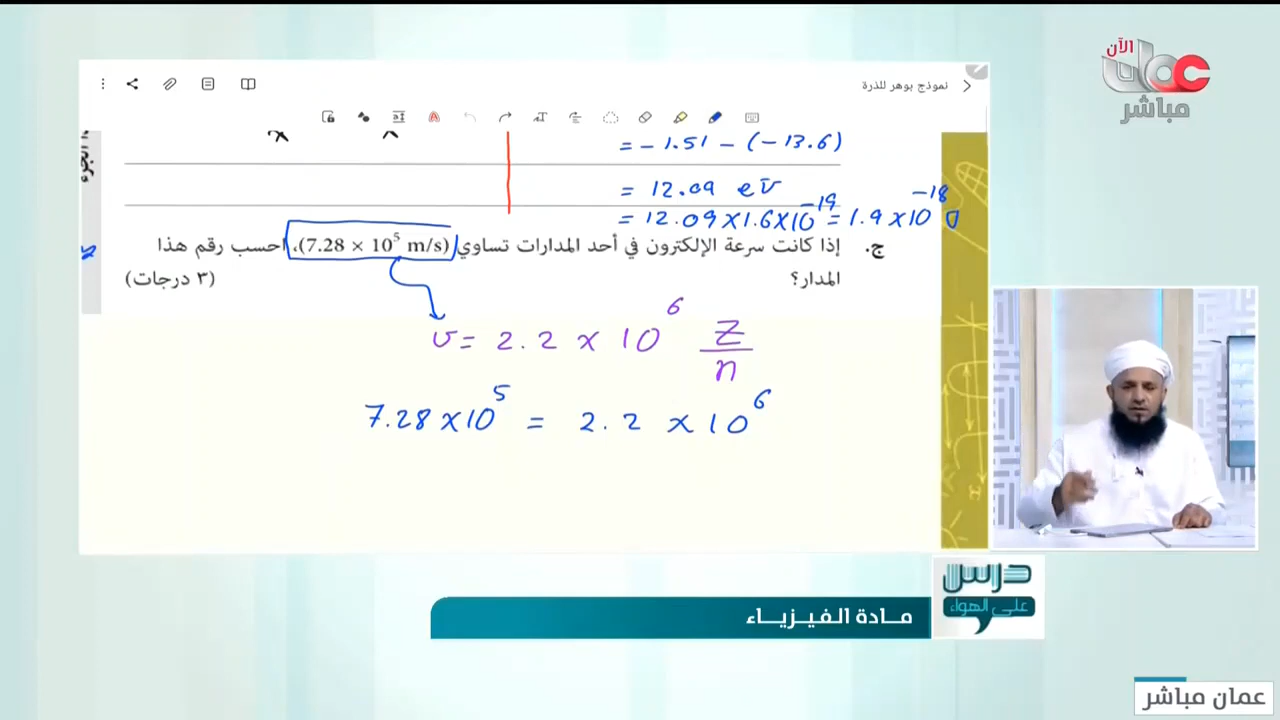 الآن
عمان
مباشر
نموذج بوهر للذرة
= - 1.51 - (-13.6)
= 12.09 eV
= 12.09 × 1.6 × 10⁻¹⁹ = 1.9 × 10⁻¹⁸ J
ج. إذا كانت سرعة الإلكترون في أحد المدارات تساوي (7.28 × 10⁵ m/s)، احسب رقم هذا
المدار؟ (٣ درجات)
v = 2.2 × 10⁶ Z/n
7.28 × 10⁵ = 2.2 × 10⁶
درس
على الهواء
مـادة الفـيـزيـاء
عمان مباشر